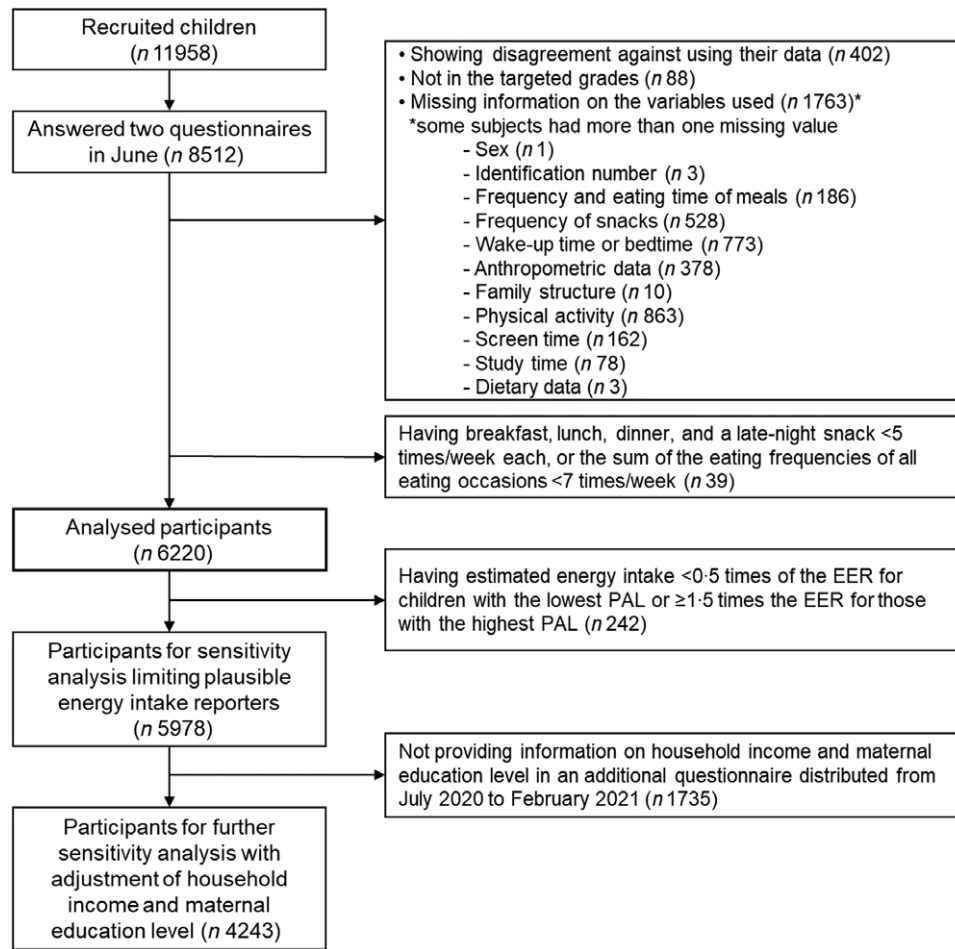 Recruited children
(n 11958)
Answered two questionnaires
in June (n 8512)
• Showing disagreement against using their data (n 402)
• Not in the targeted grades (n 88)
• Missing information on the variables used (n 1763)*
*some subjects had more than one missing value
- Sex (n 1)
- Identification number (n 3)
- Frequency and eating time of meals (n 186)
- Frequency of snacks (n 528)
- Wake-up time or bedtime (n 773)
- Anthropometric data (n 378)
- Family structure (n 10)
- Physical activity (n 863)
- Screen time (n 162)
- Study time (n 78)
- Dietary data (n 3)
Having breakfast, lunch, dinner, and a late-night snack <5
times/week each, or the sum of the eating frequencies of all
eating occasions <7 times/week (n 39)
Analysed participants
(n 6220)
Having estimated energy intake <0·5 times of the EER for
children with the lowest PAL or ≥1·5 times the EER for those
with the highest PAL (n 242)
Participants for sensitivity
analysis limiting plausible
energy intake reporters
(n 5978)
Not providing information on household income and maternal
education level in an additional questionnaire distributed from
July 2020 to February 2021 (n 1735)
Participants for further
sensitivity analysis with
adjustment of household
income and maternal
education level (n 4243)